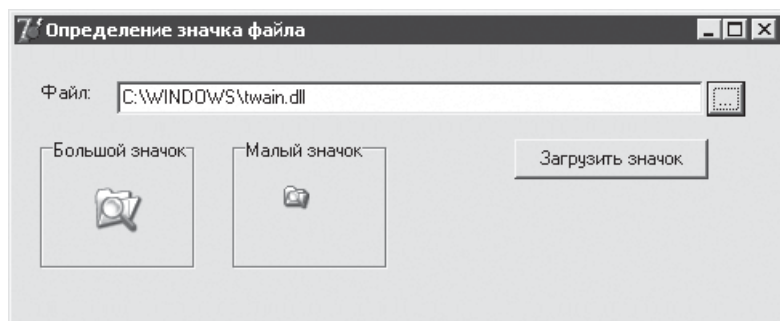 Определение значка файла
Файл: C:\WINDOWS\twain.dll ...
Большой значок Малый значок Загрузить значок